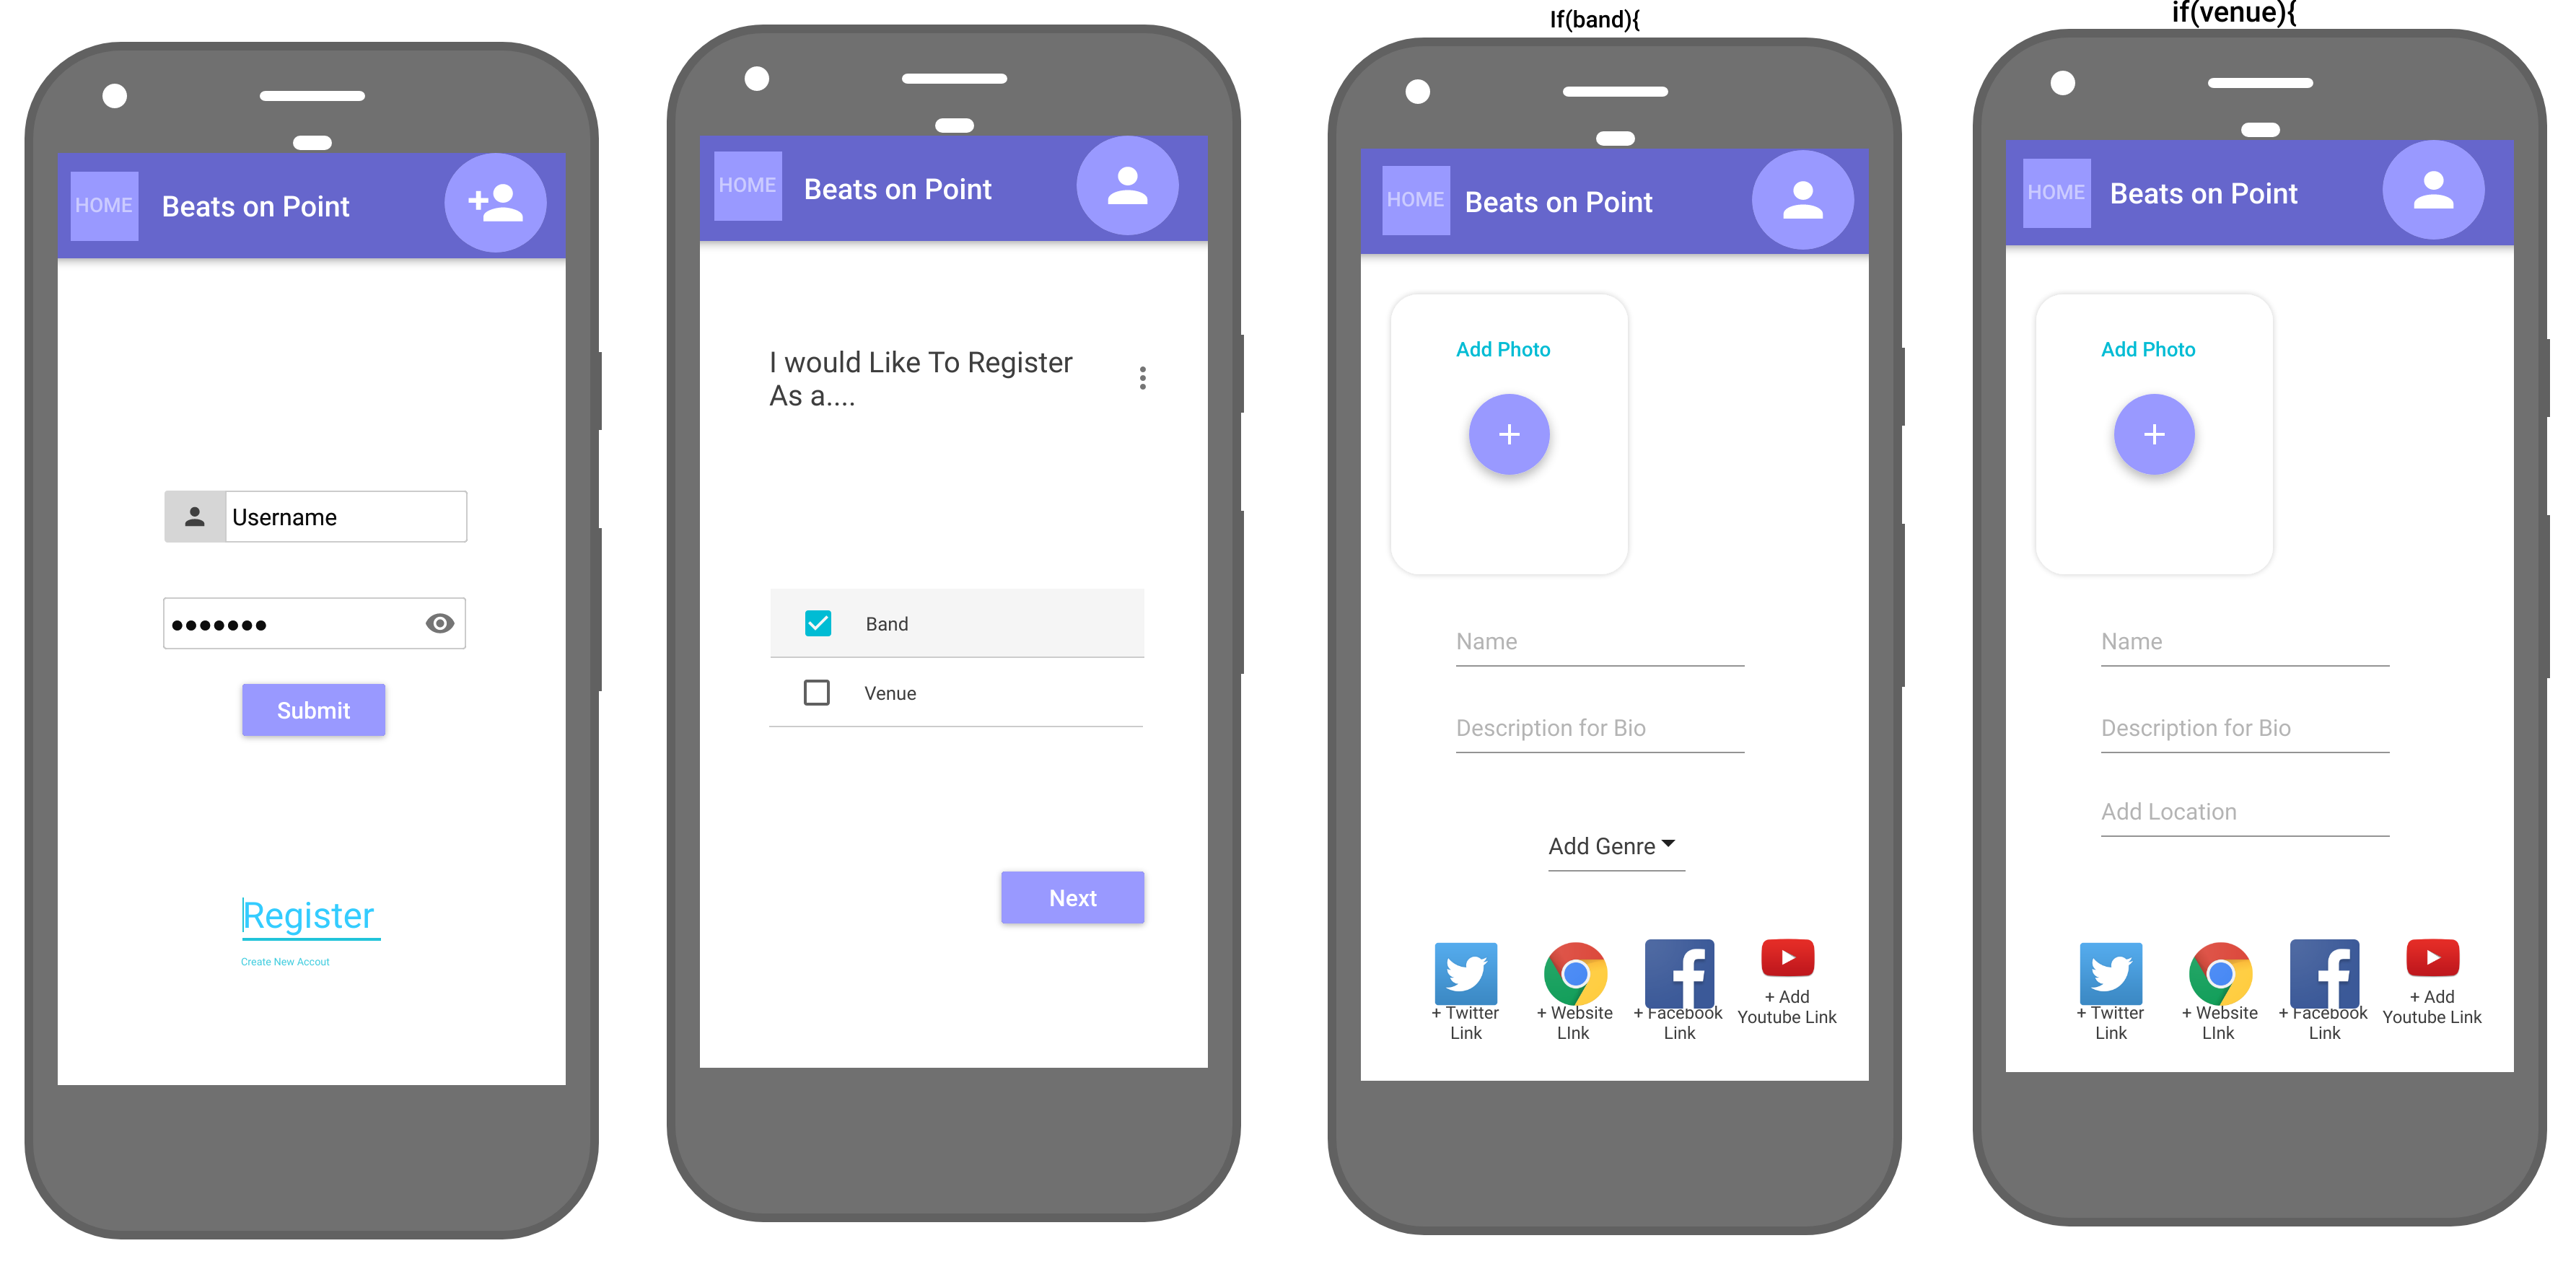 HOME
Beats on Point
Username
•••••••
Submit
Register
Create New Accout
HOME
Beats on Point
I would Like To Register
As a....
Band
Venue
Next
If(band){
HOME
Beats on Point
Add Photo
+
Name
Description for Bio
Add Genre
+ Twitter
Link
+ Website
LInk
+ Facebook
Link
+ Add
Youtube Link
if(venue){
HOME
Beats on Point
Add Photo
+
Name
Description for Bio
Add Location
+ Twitter
Link
+ Website
LInk
+ Facebook
Link
+ Add
Youtube Link